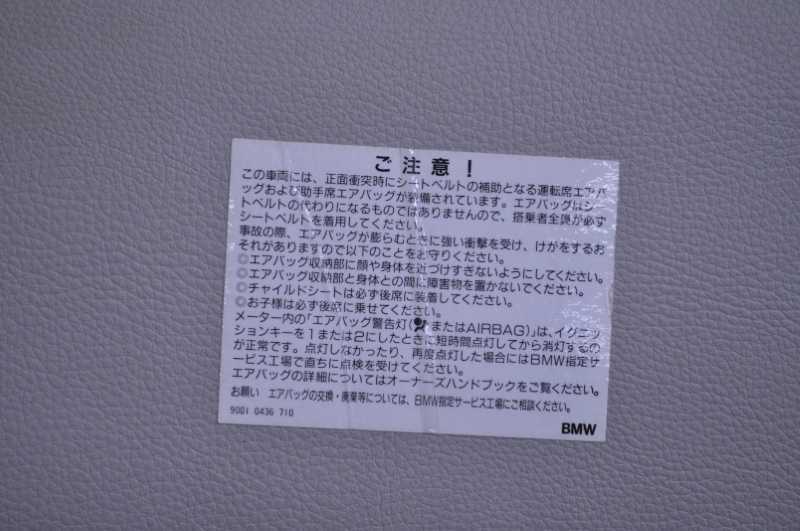 ご注意!
この車両には、正面衝突時にシートベルトの補助となる運転席エアバ
ッグおよび助手席エアバッグが装備されています。エアバッグはシー
トベルトの代わりになるものではありませんので、搭乗者全員が必ず
シートベルトを着用してください。
事故の際、エアバッグが膨らむときに強い衝撃を受け、けがをするお
それがありますので以下のことをお守りください。
◎エアバッグ収納部に顔や身体を近づけすぎないようにしてください。
◎エアバッグ収納部と身体との間に障害物を置かないでください。
◎チャイルドシートは必ず後席に装着してください。
◎お子様は必ず後席に乗せてください。
メーター内の「エアバッグ警告灯(またはAIRBAG)」は、イグニッ
ションキーを1または2にしたときに短時間点灯してから消灯するの
が正常です。点灯しなかったり、再度点灯した場合にはBMW指定サ
ービス工場で直ちに点検を受けてください。
エアバッグの詳細についてはオーナーズハンドブックをご覧ください。
お願い エアバッグの交換・廃棄等については、BMW指定サービス工場にご相談ください。
9001 0436 710
BMW